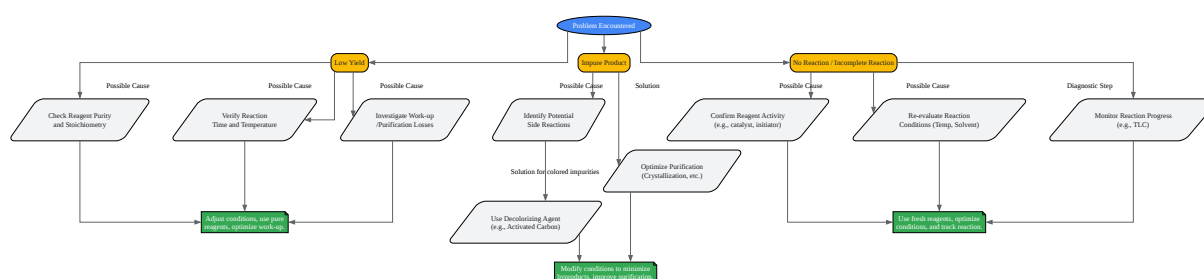 Problem Encountered
Low Yield
Impure Product
No Reaction / Incomplete Reaction
Possible Cause
Possible Cause
Possible Cause
Possible Cause
Solution
Possible Cause
Possible Cause
Diagnostic Step
Check Reagent Purity
and Stoichiometry
Verify Reaction
Time and Temperature
Investigate Work-up
/Purification Losses
Identify Potential
Side Reactions
Confirm Reagent Activity
(e.g., catalyst, initiator)
Re-evaluate Reaction
Conditions (Temp, Solvent)
Monitor Reaction Progress
(e.g., TLC)
Optimize Purification
(Crystallization, etc.)
Solution for colored impurities
Adjust conditions, use pure
reagents, optimize work-up.
Use Decolorizing Agent
(e.g., Activated Carbon)
Use fresh reagents, optimize
conditions, and track reaction.
Modify conditions to minimize
byproducts, improve purification.